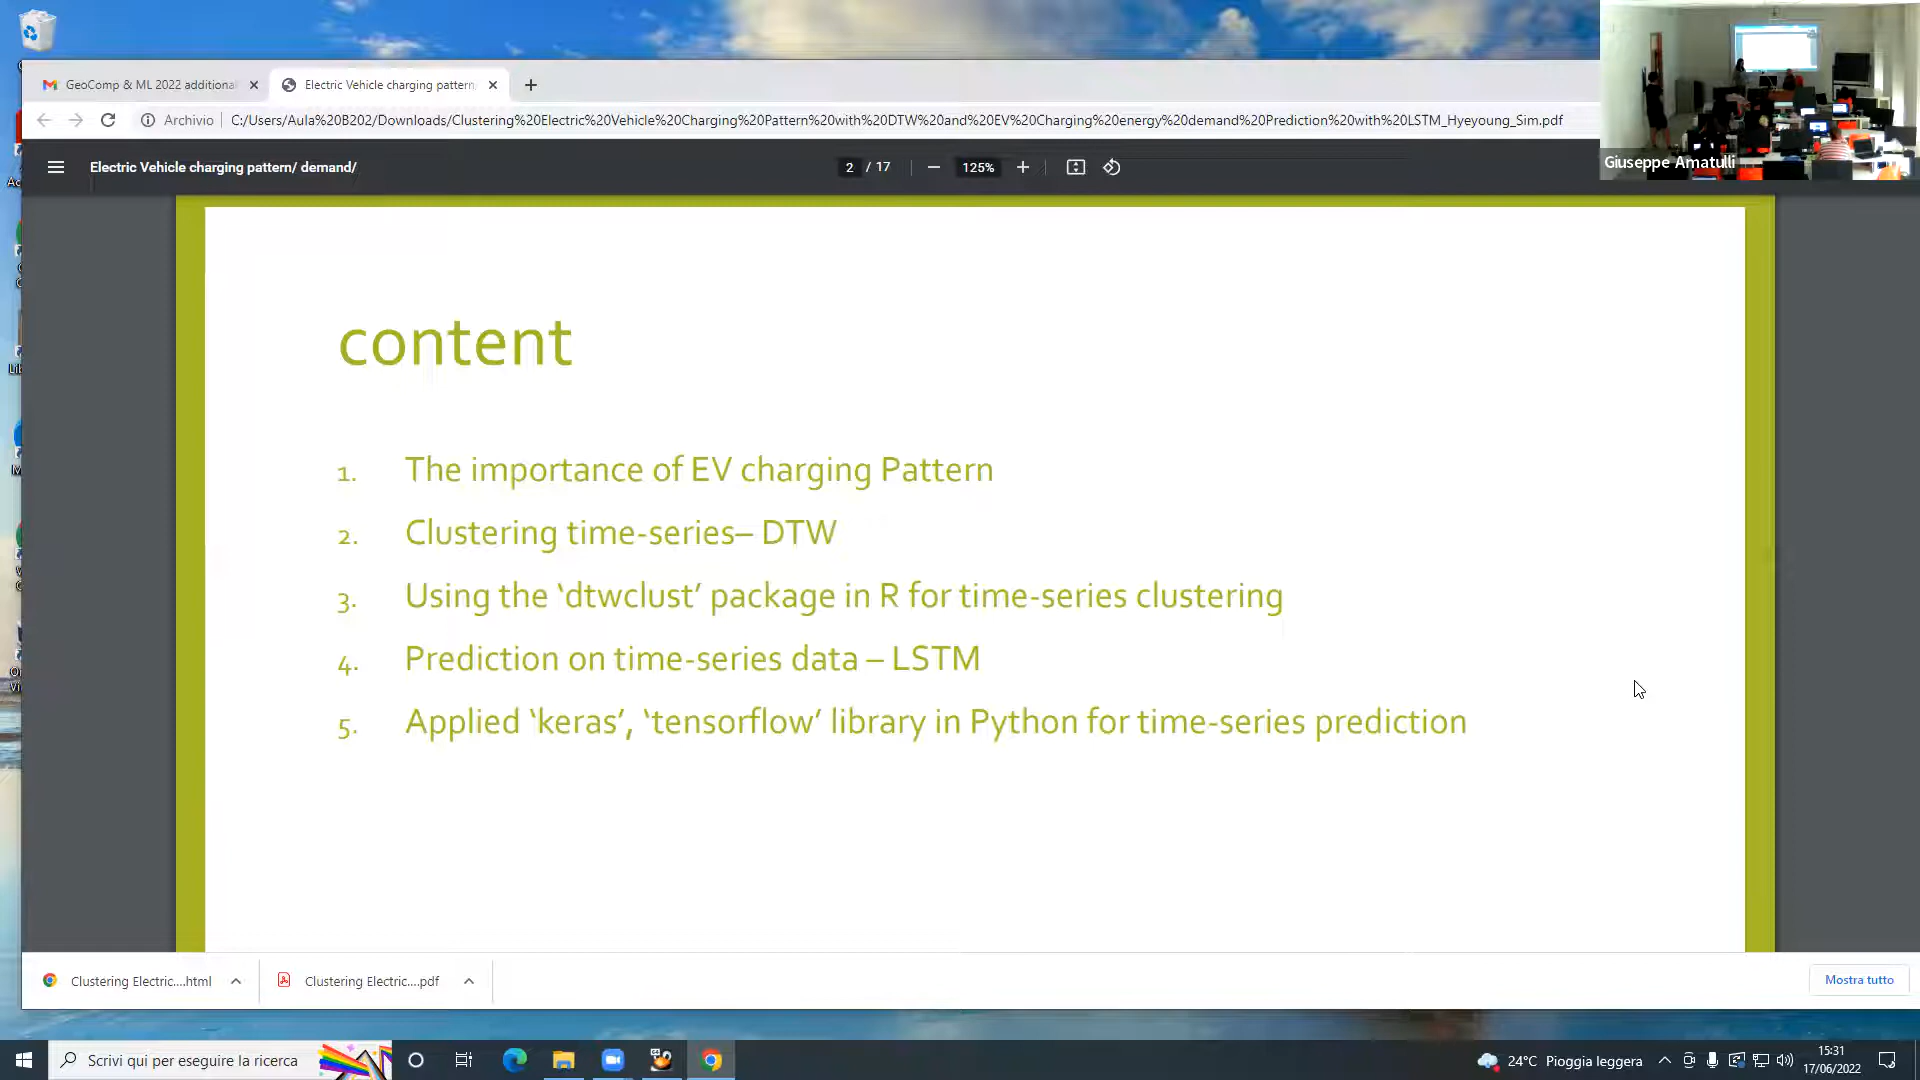 GeoComp & ML 2022 additional
Electric Vehicle charging pattern
Archivio
C:/Users/Aula%20B202/Downloads/Clustering%20Electric%20Vehicle%20Charging%20Pattern%20with%20DTW%20and%20EV%20Charging%20energy%20demand%20Prediction%20with%20LSTM_Hyeyoung_Sim.pdf
Electric Vehicle charging pattern/ demand/
2 / 17
125%
Giuseppe Amatulli
content
1. The importance of EV charging Pattern
2. Clustering time-series– DTW
3. Using the ‘dtwclust’ package in R for time-series clustering
4. Prediction on time-series data – LSTM
5. Applied ‘keras’, ‘tensorflow’ library in Python for time-series prediction
Clustering Electric....html
Clustering Electric....pdf
Mostra tutto
Scrivi qui per eseguire la ricerca
24°C Pioggia leggera
15:31
17/06/2022